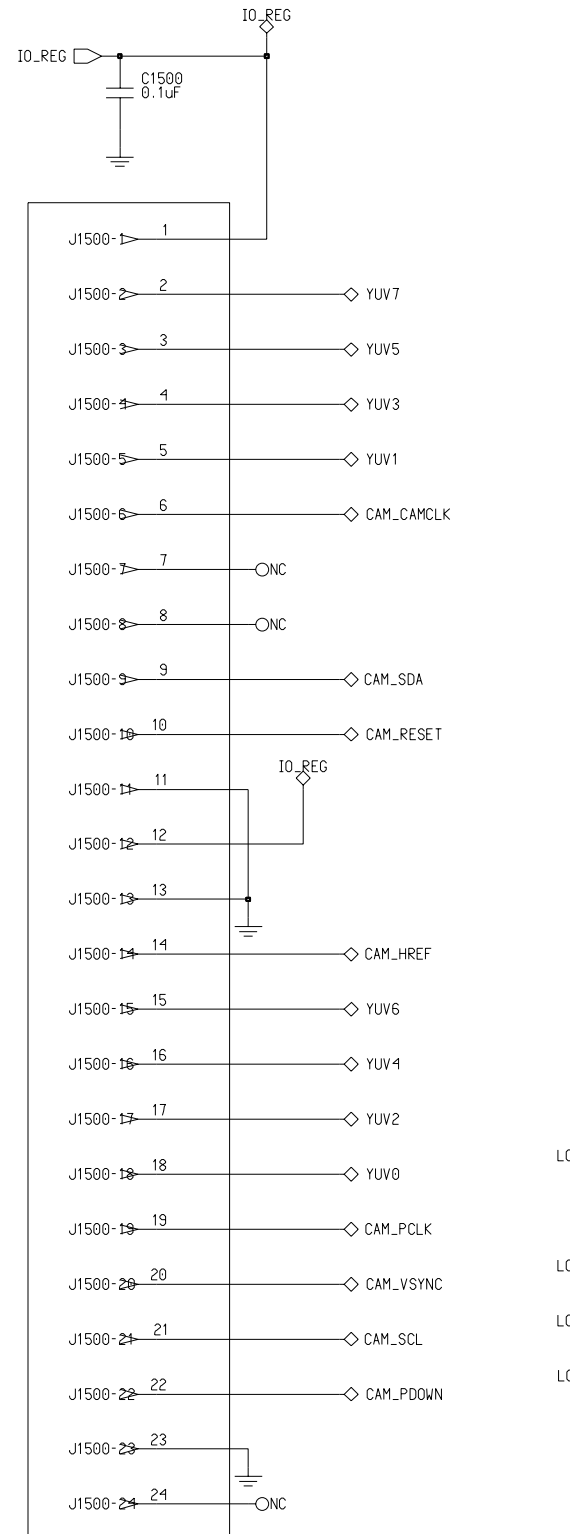 IO_REG
IO_REG
C1500
0.1uF
J1500-1 1
J1500-2 2 YUV7
J1500-3 3 YUV5
J1500-4 4 YUV3
J1500-5 5 YUV1
J1500-6 6 CAM_CAMCLK
J1500-7 7 NC
J1500-8 8 NC
J1500-9 9 CAM_SDA
J1500-10 10 CAM_RESET
IO_REG
J1500-11 11
J1500-12 12
J1500-13 13
J1500-14 14 CAM_HREF
J1500-15 15 YUV6
J1500-16 16 YUV4
J1500-17 17 YUV2
J1500-18 18 YUV0
J1500-19 19 CAM_PCLK
J1500-20 20 CAM_VSYNC
J1500-21 21 CAM_SCL
J1500-22 22 CAM_PDOWN
J1500-23 23
J1500-24 24 NC